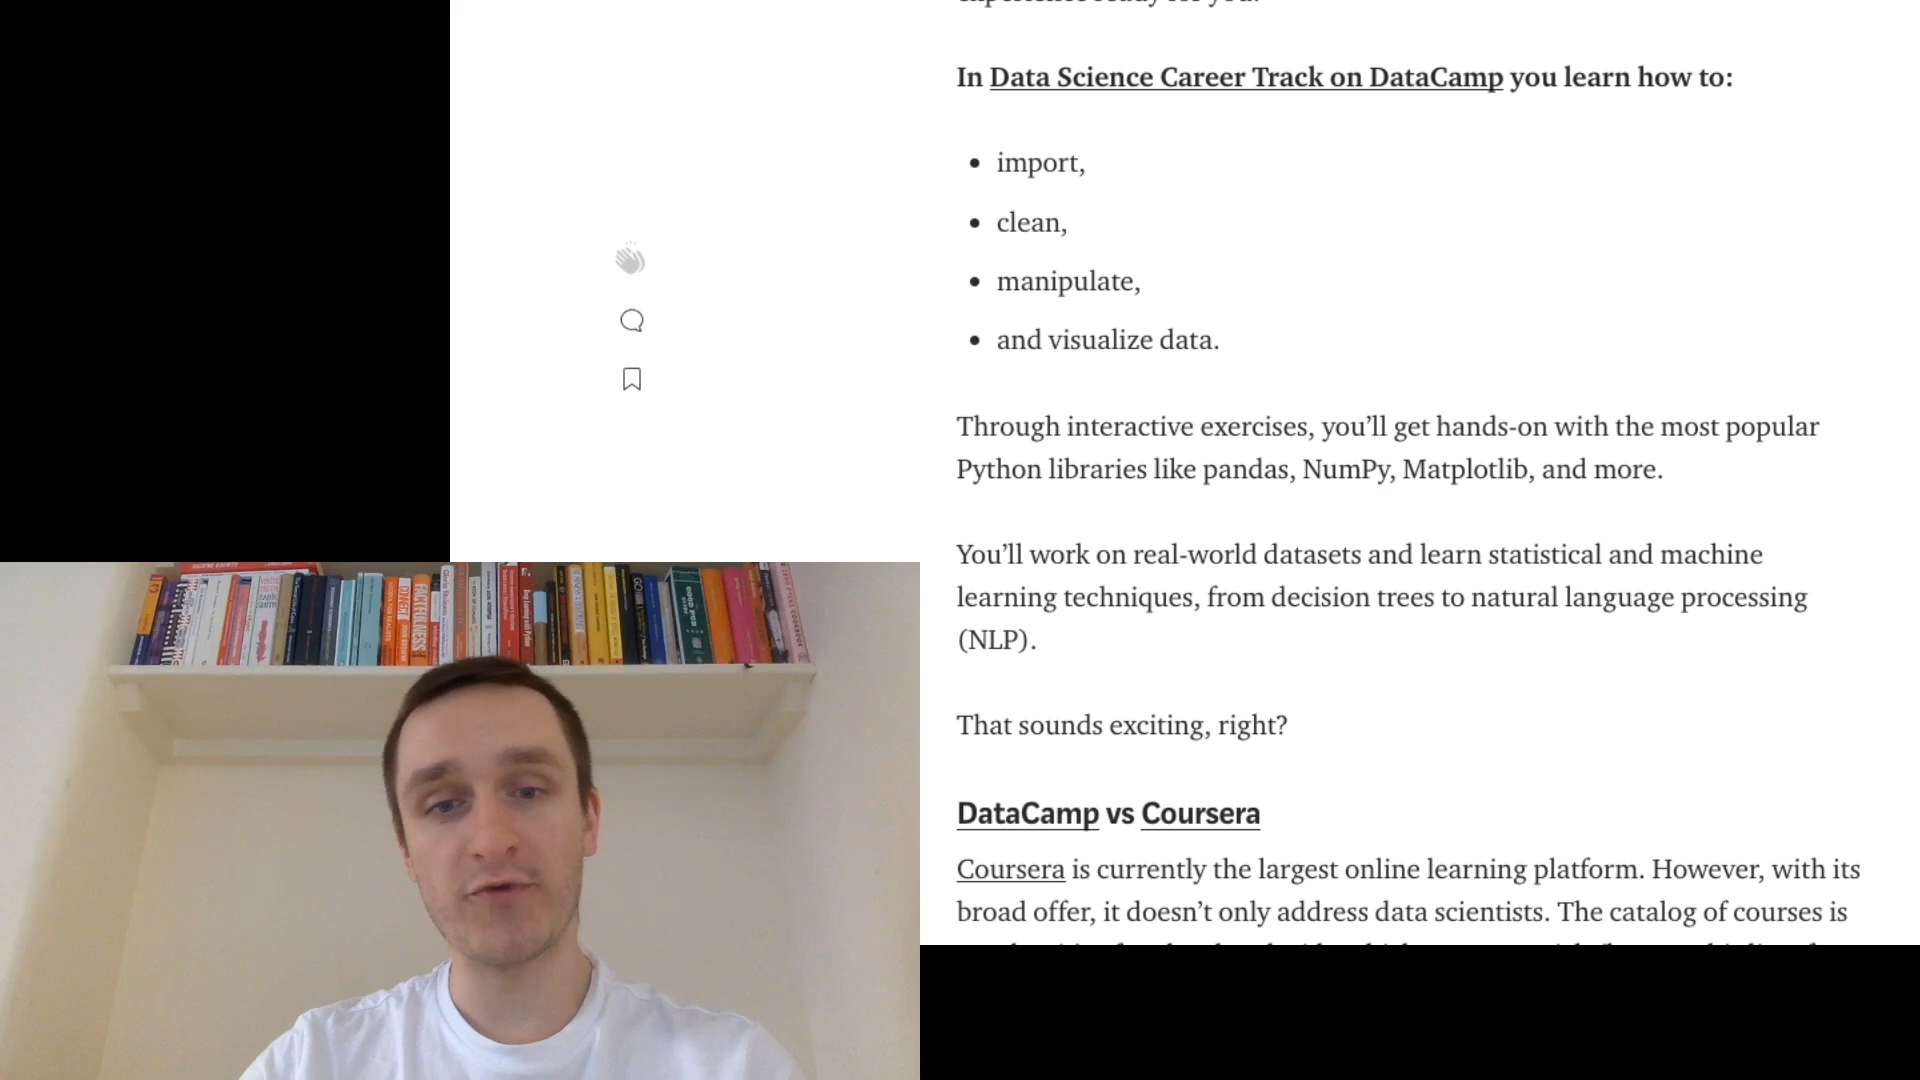 In Data Science Career Track on DataCamp you learn how to:
import,
clean,
manipulate,
and visualize data.
Through interactive exercises, you’ll get hands-on with the most popular
Python libraries like pandas, NumPy, Matplotlib, and more.
You’ll work on real-world datasets and learn statistical and machine
learning techniques, from decision trees to natural language processing
(NLP).
That sounds exciting, right?
DataCamp vs Coursera
Coursera is currently the largest online learning platform. However, with its
broad offer, it doesn’t only address data scientists. The catalog of courses is
FACTFULNESS